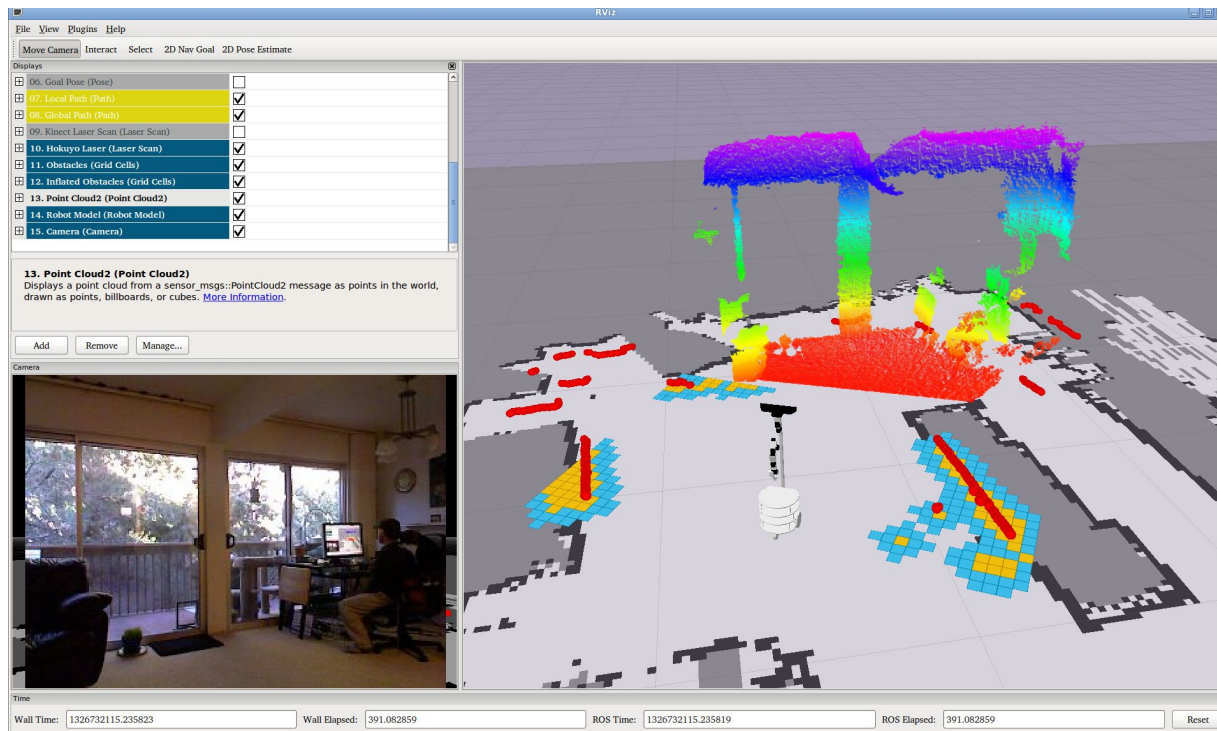 RViz
File View Plugins Help
Move Camera Interact Select 2D Nav Goal 2D Pose Estimate
Displays
06. Goal Pose (Pose)
07. Local Path (Path)
08. Global Path (Path)
09. Kinect Laser Scan (Laser Scan)
10. Hokuyo Laser (Laser Scan)
11. Obstacles (Grid Cells)
12. Inflated Obstacles (Grid Cells)
13. Point Cloud2 (Point Cloud2)
14. Robot Model (Robot Model)
15. Camera (Camera)
13. Point Cloud2 (Point Cloud2)
Displays a point cloud from a sensor_msgs::PointCloud2 message as points in the world,
drawn as points, billboards, or cubes. More Information.
Add Remove Manage...
Camera
Time
Wall Time: 1326732115.235823 Wall Elapsed: 391.082859 ROS Time: 1326732115.235819 ROS Elapsed: 391.082859 Reset